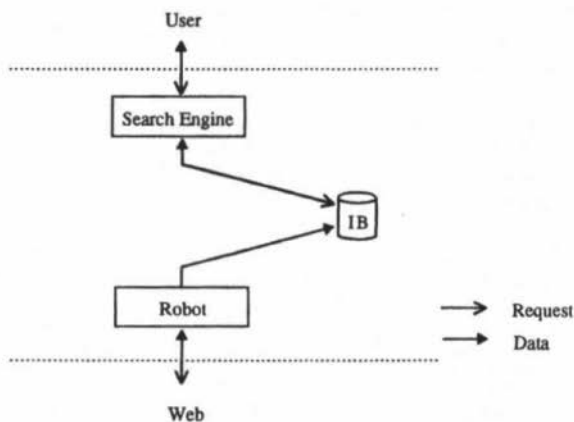 User
Search Engine
IB
Robot
Request
Data
Web